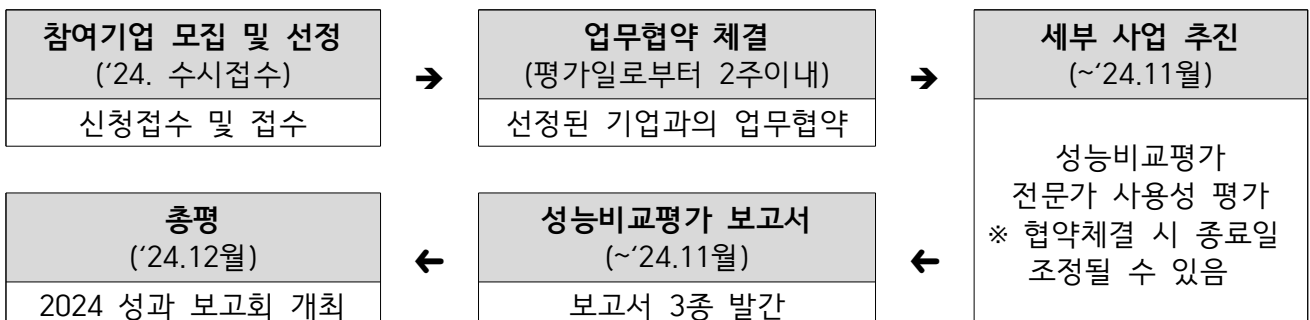 참여기업 모집 및 선정
(‘24. 수시접수)
신청접수 및 접수
➔
업무협약 체결
(평가일로부터 2주이내)
선정된 기업과의 업무협약
➔
세부 사업 추진
(~‘24.11월)
성능비교평가
전문가 사용성 평가
※ 협약체결 시 종료일
조정될 수 있음
←
성능비교평가 보고서
(~‘24.11월)
보고서 3종 발간
←
총평
(‘24.12월)
2024 성과 보고회 개최